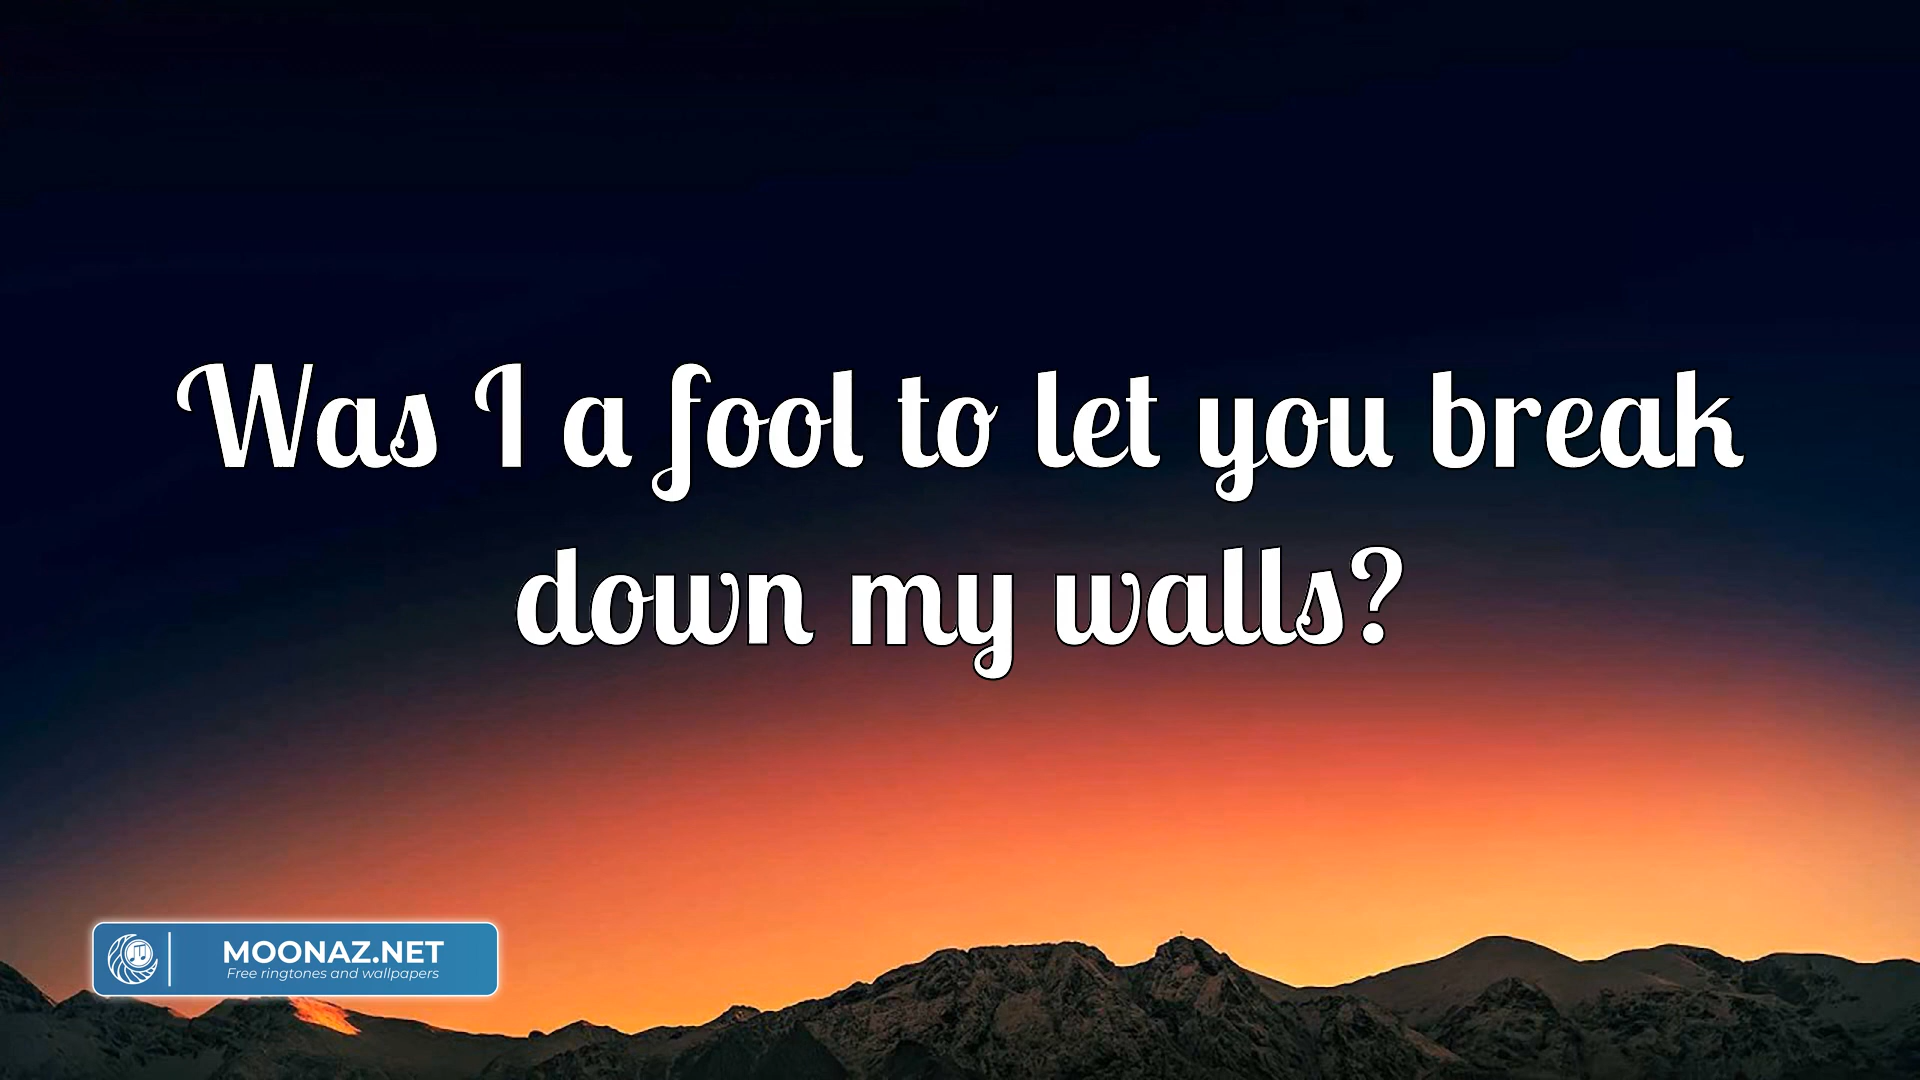 Was I a fool to let you break
down my walls?
MOONAZ.NET
Free ringtones and wallpapers